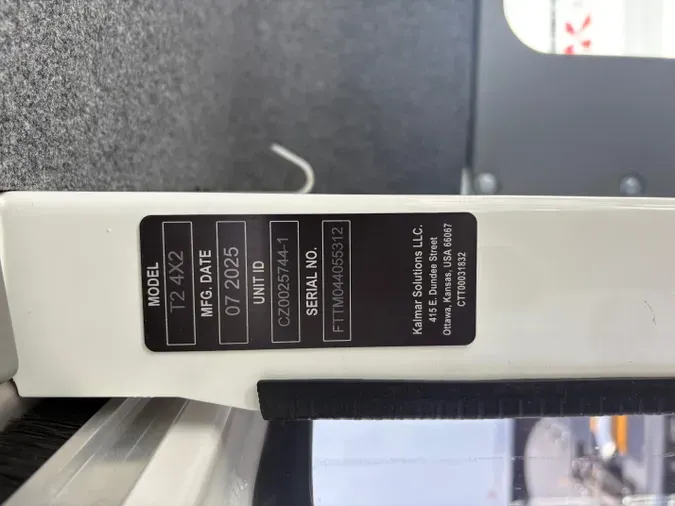 MODEL
T2 4X2
MFG. DATE
07 2025
UNIT ID
CZ0025744-1
SERIAL NO.
FTTM044055312
Kalmar Solutions LLC.
415 E. Dundee Street
Ottawa, Kansas, USA 66067
CTT00031832